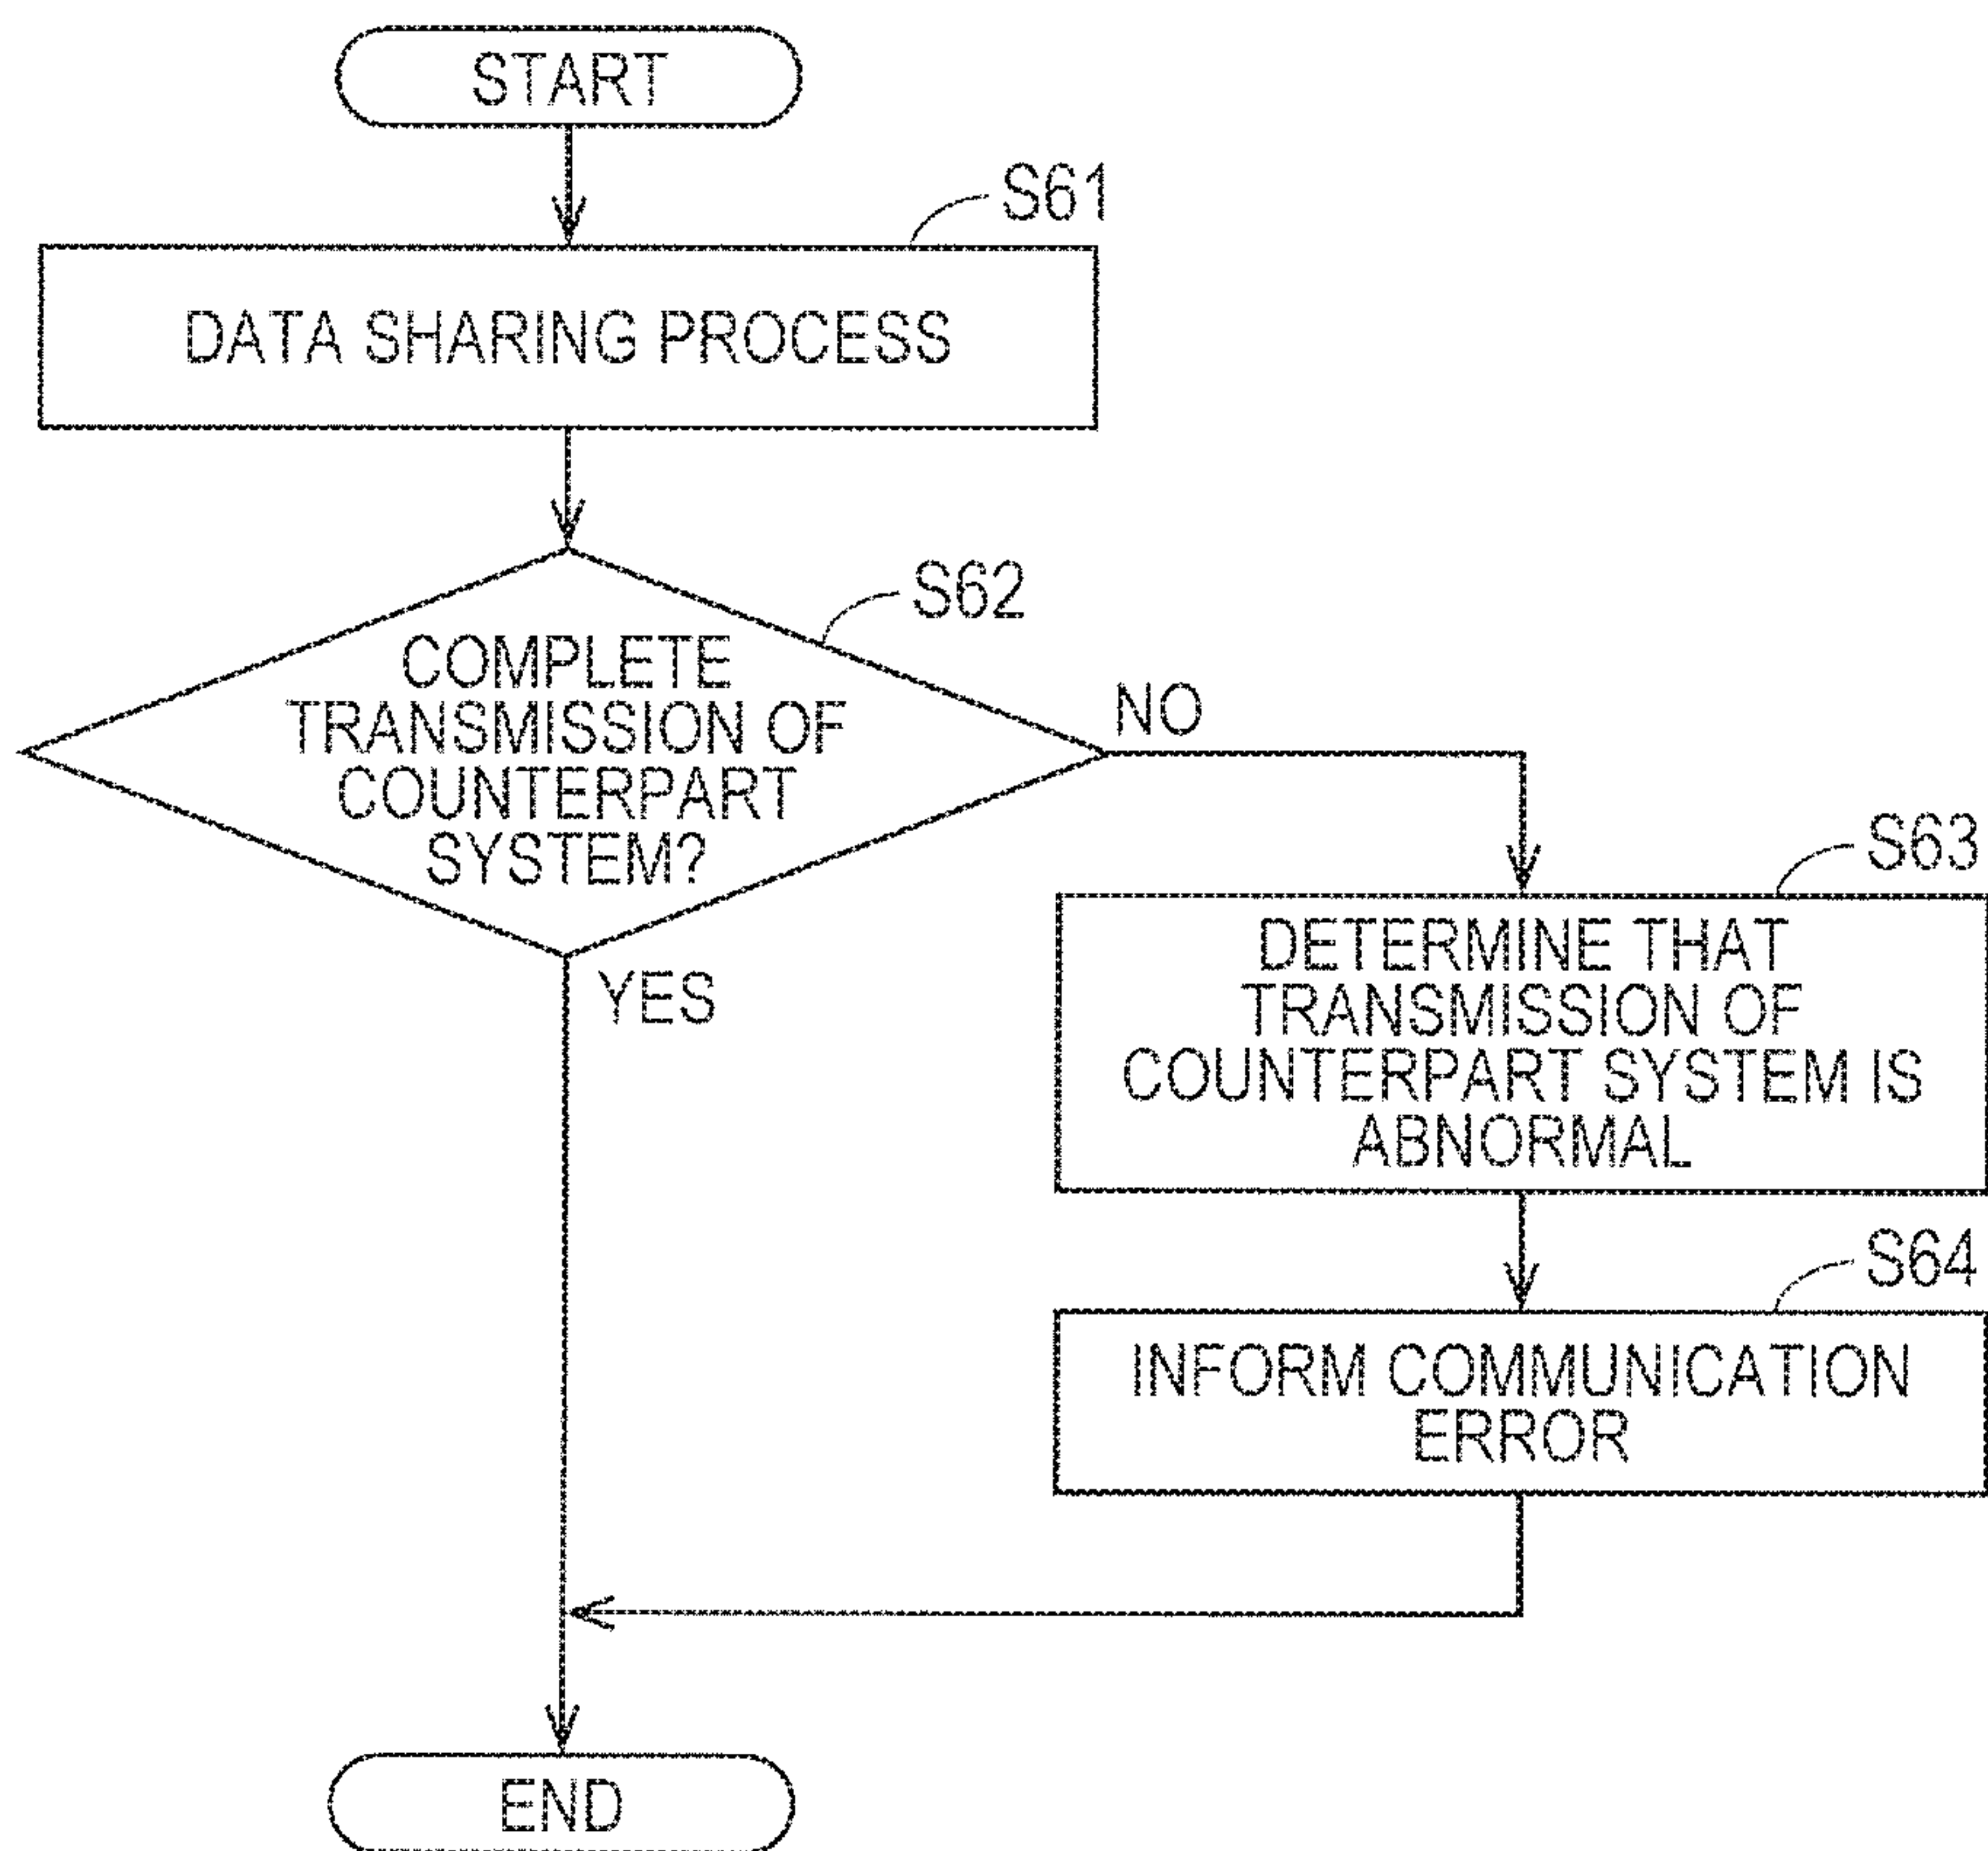 START
S61
DATA SHARING PROCESS
S62
COMPLETE
TRANSMISSION OF
COUNTERPART
SYSTEM?
NO
YES
S63
DETERMINE THAT
TRANSMISSION OF
COUNTERPART SYSTEM IS
ABNORMAL
S64
INFORM COMMUNICATION
ERROR
END